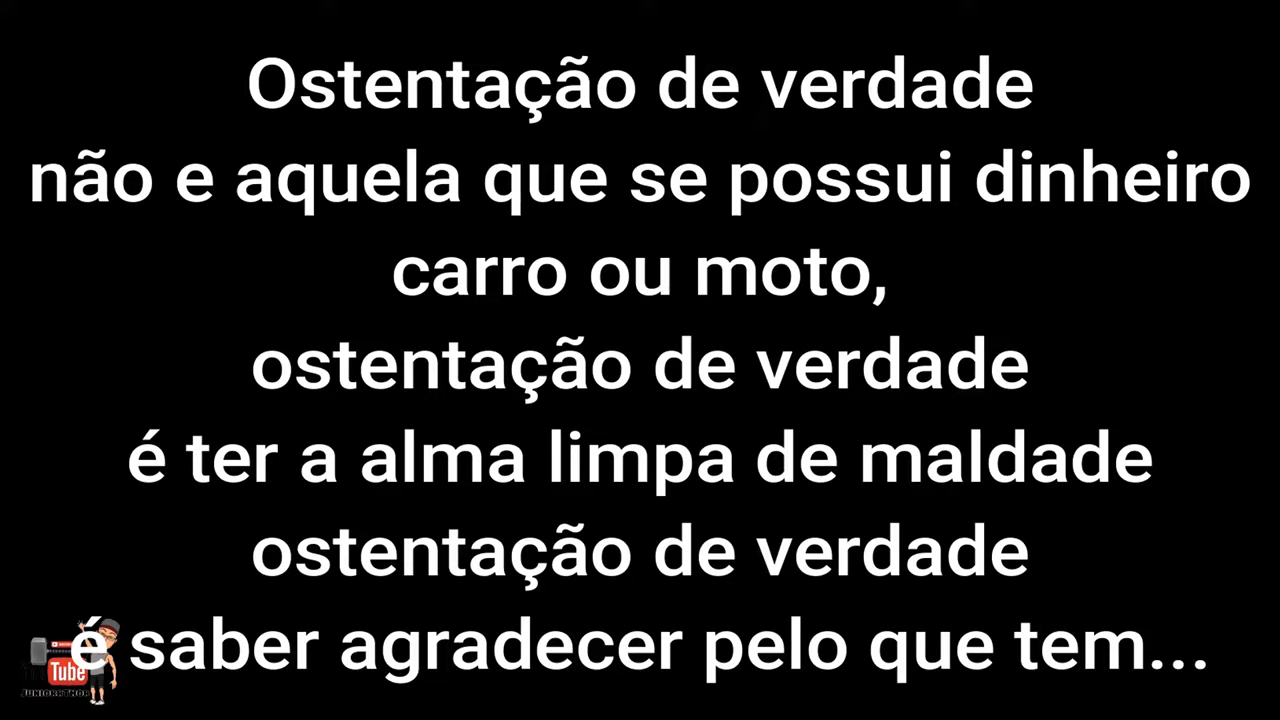 Ostentação de verdade
não e aquela que se possui dinheiro
carro ou moto,
ostentação de verdade
é ter a alma limpa de maldade
ostentação de verdade
é saber agradecer pelo que tem...
Tube